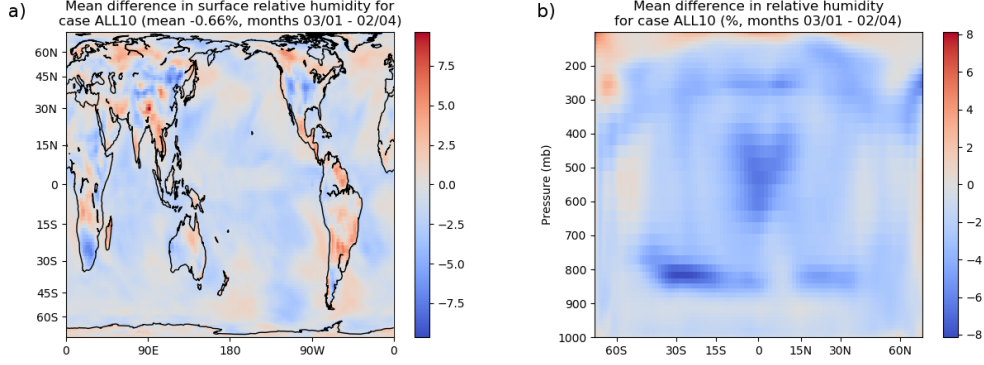 a)
Mean difference in surface relative humidity for
case ALL10 (mean -0.66%, months 03/01 - 02/04)
60N
45N
30N
15N
0
15S
30S
45S
60S
0
90E
180
90W
0
7.5
5.0
2.5
0.0
−2.5
−5.0
−7.5
b)
Mean difference in relative humidity
for case ALL10 (%, months 03/01 - 02/04)
Pressure (mb)
200
300
400
500
600
700
800
900
1000
60S
30S
15S
0
15N
30N
60N
8
6
4
2
0
−2
−4
−6
−8